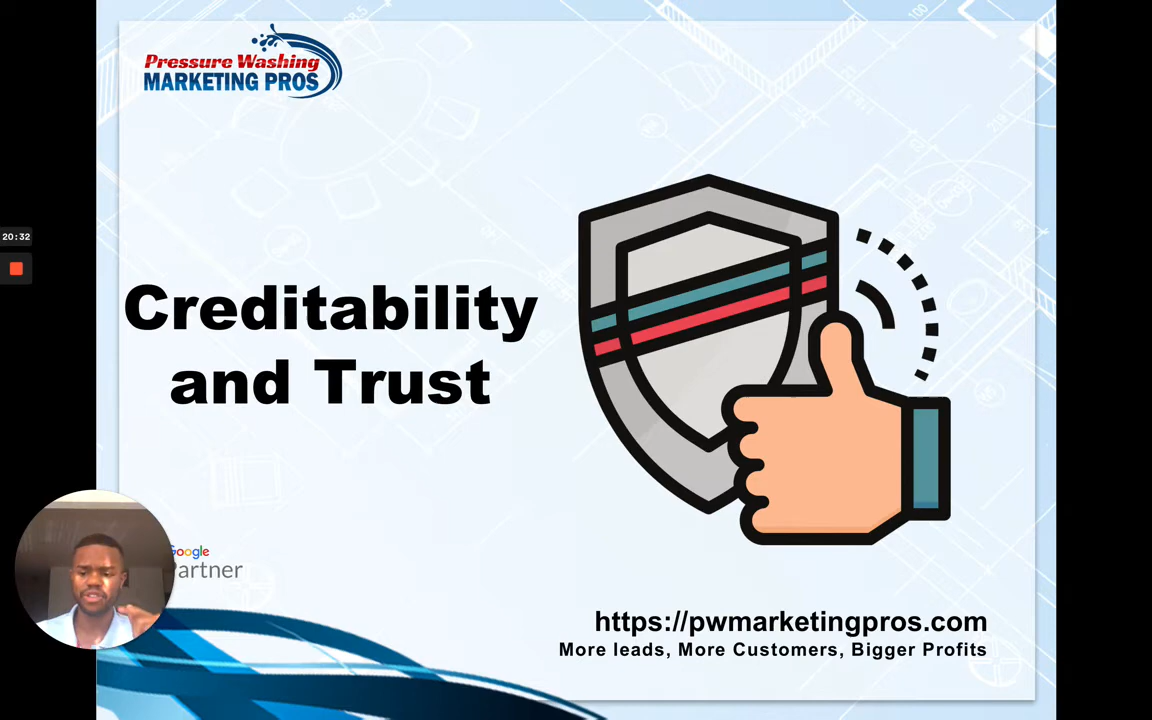 Pressure Washing
MARKETING PROS
20:32
Creditability
and Trust
Google
Partner
https://pwmarketingpros.com
More leads, More Customers, Bigger Profits